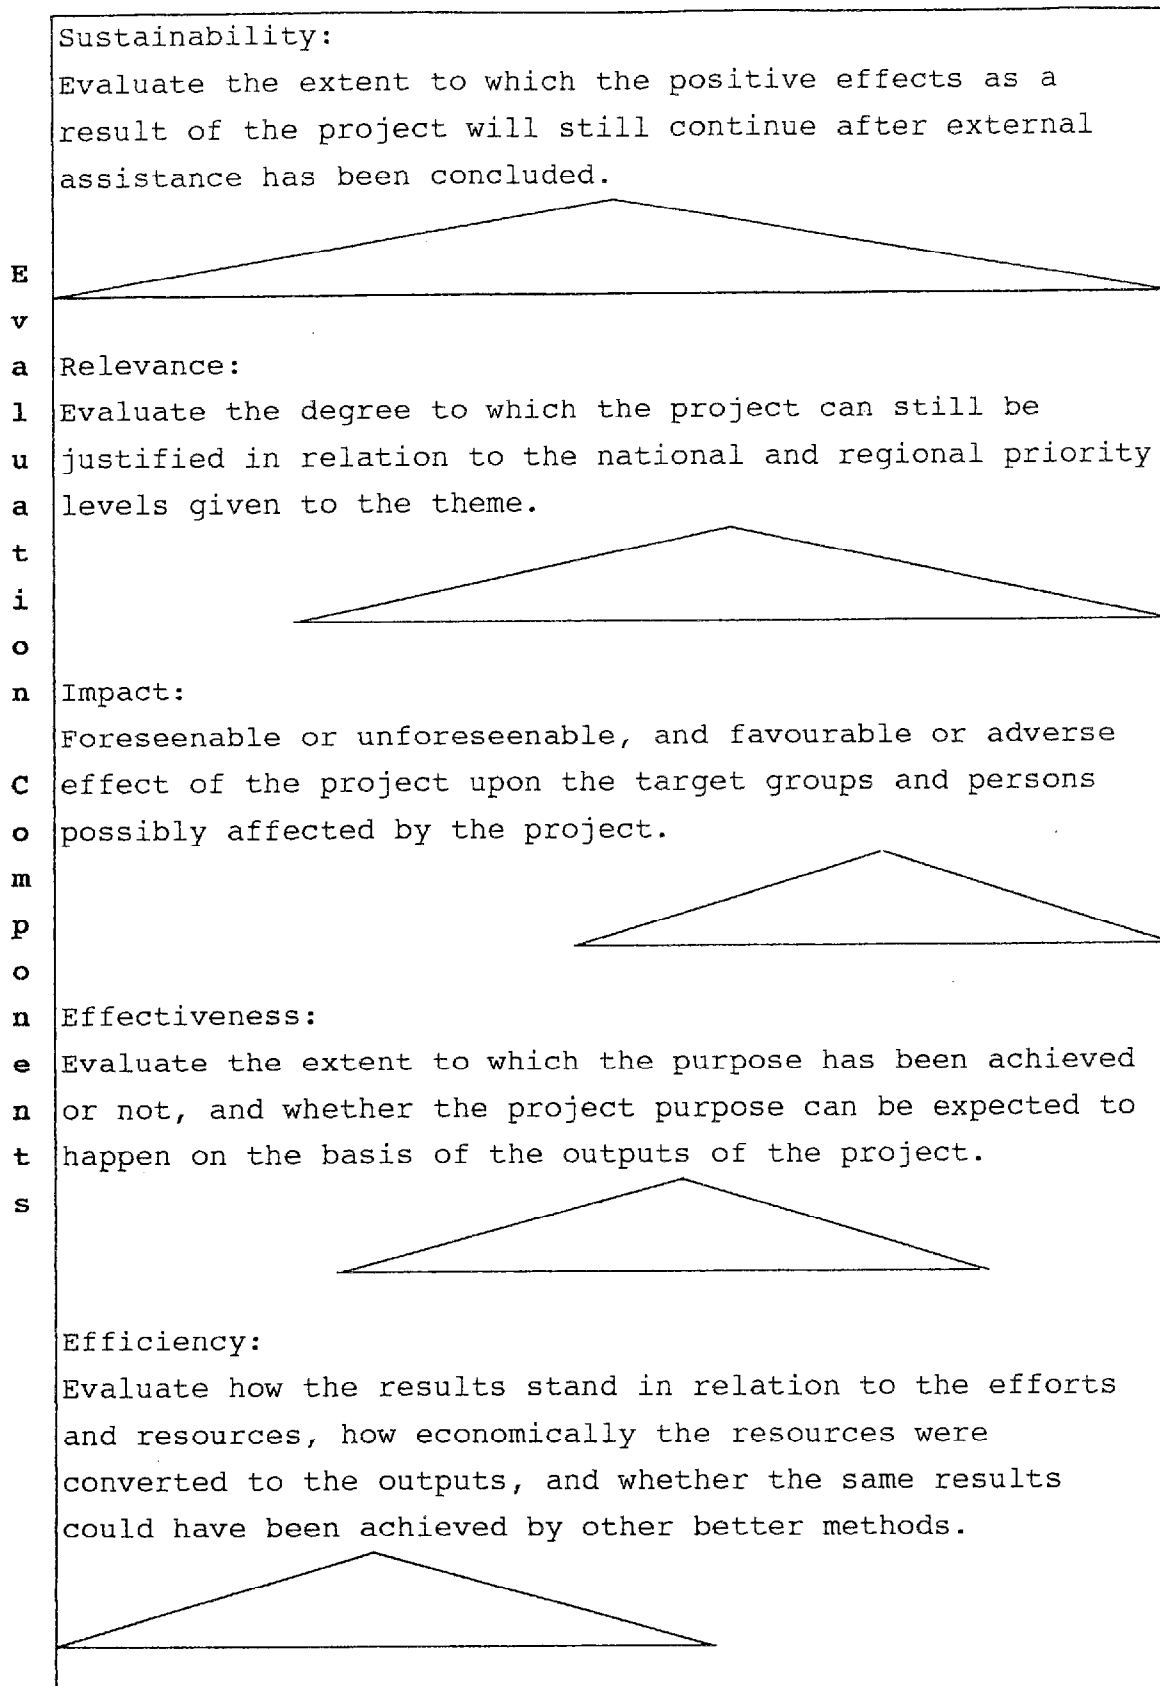 Evaluation Components
Sustainability:
Evaluate the extent to which the positive effects as a
result of the project will still continue after external
assistance has been concluded.
Relevance:
Evaluate the degree to which the project can still be
justified in relation to the national and regional priority
levels given to the theme.
Impact:
Foreseenable or unforeseenable, and favourable or adverse
effect of the project upon the target groups and persons
possibly affected by the project.
Effectiveness:
Evaluate the extent to which the purpose has been achieved
or not, and whether the project purpose can be expected to
happen on the basis of the outputs of the project.
Efficiency:
Evaluate how the results stand in relation to the efforts
and resources, how economically the resources were
converted to the outputs, and whether the same results
could have been achieved by other better methods.